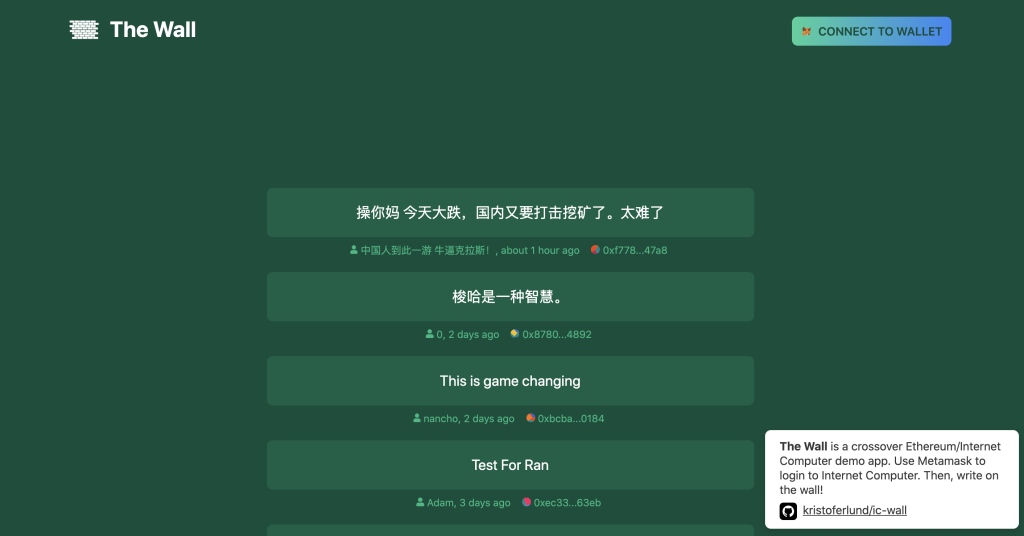 The Wall
CONNECT TO WALLET
操你妈 今天大跌，国内又要打击挖矿了。太难了
中国人到此一游 牛逼克拉斯！, about 1 hour ago 0xf778...47a8
梭哈是一种智慧。
0, 2 days ago 0x8780...4892
This is game changing
nancho, 2 days ago 0xbcba...0184
Test For Ran
Adam, 3 days ago 0xec33...63eb
The Wall is a crossover Ethereum/Internet
Computer demo app. Use Metamask to
login to Internet Computer. Then, write on
the wall!
kristoferlund/ic-wall